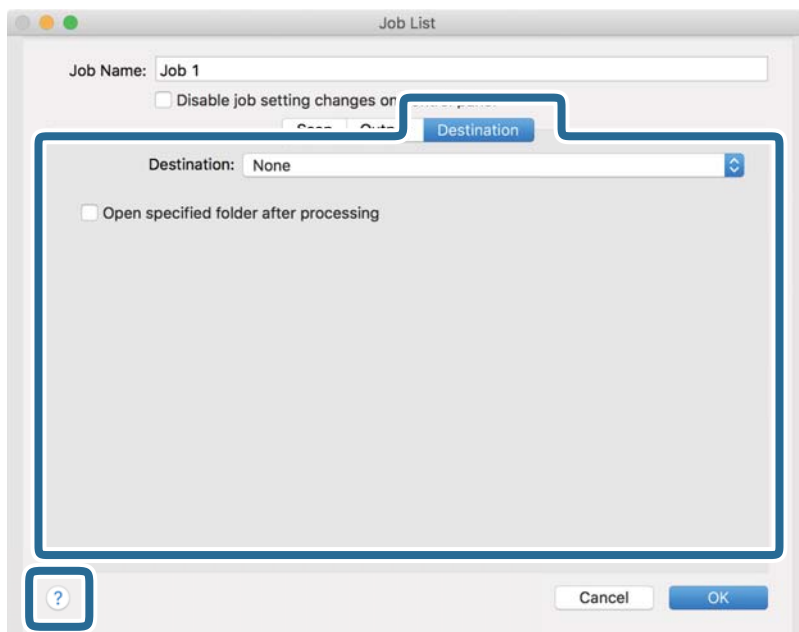 Job List
Job Name: Job 1
Disable job setting changes on
Destination
Destination: None
Open specified folder after processing
?
Cancel OK